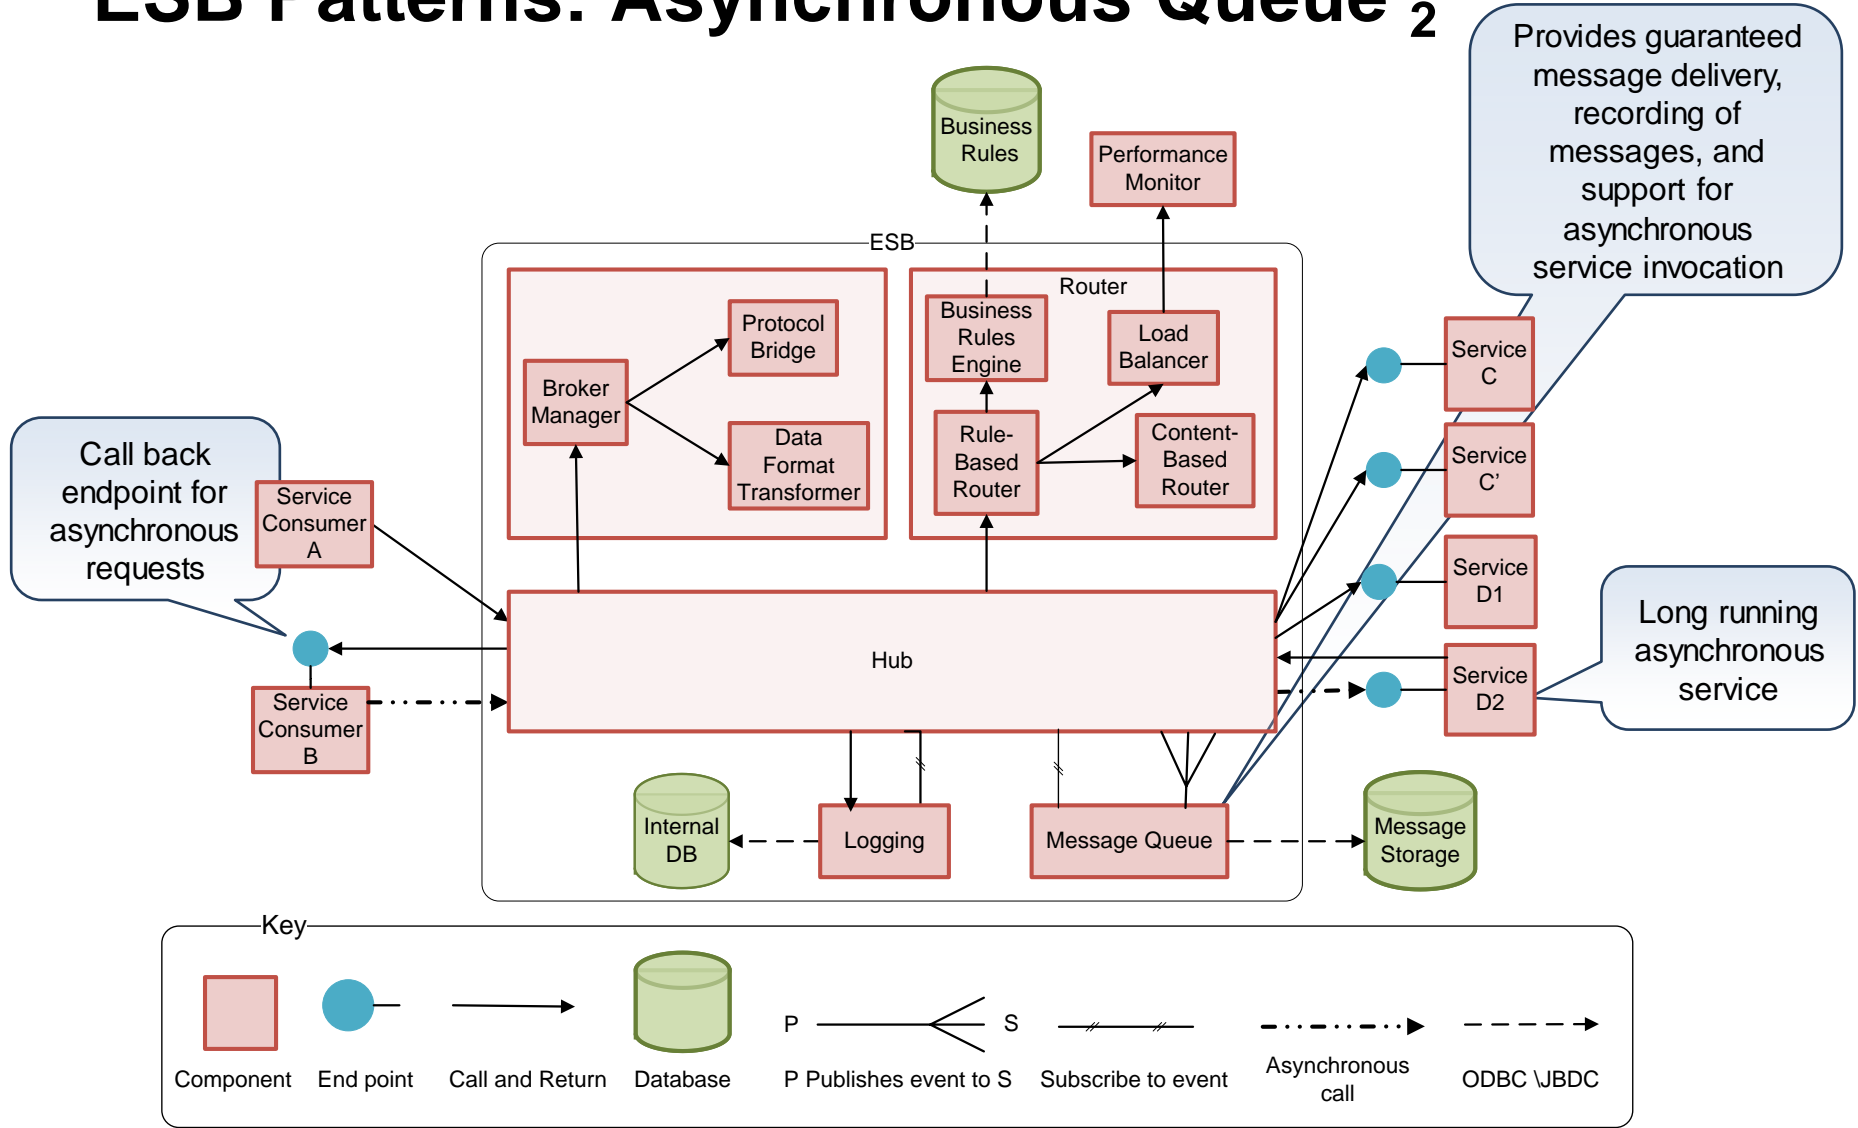 ESB Patterns: Asynchronous Queue 2
Provides guaranteed
message delivery,
recording of
messages, and
support for
asynchronous
service invocation
Business
Rules
Performance
Monitor
ESB
Router
Protocol
Bridge
Business
Rules
Engine
Load
Balancer
Broker
Manager
Data
Format
Transformer
Rule-
Based
Router
Content-
Based
Router
Service
C
Service
C’
Service
D1
Service
D2
Call back
endpoint for
asynchronous
requests
Service
Consumer
A
Service
Consumer
B
Hub
Long running
asynchronous
service
Internal
DB
Logging
Message Queue
Message
Storage
Key
P
S
Component
End point
Call and Return
Database
P Publishes event to S
Subscribe to event
Asynchronous
call
ODBC \JBDC